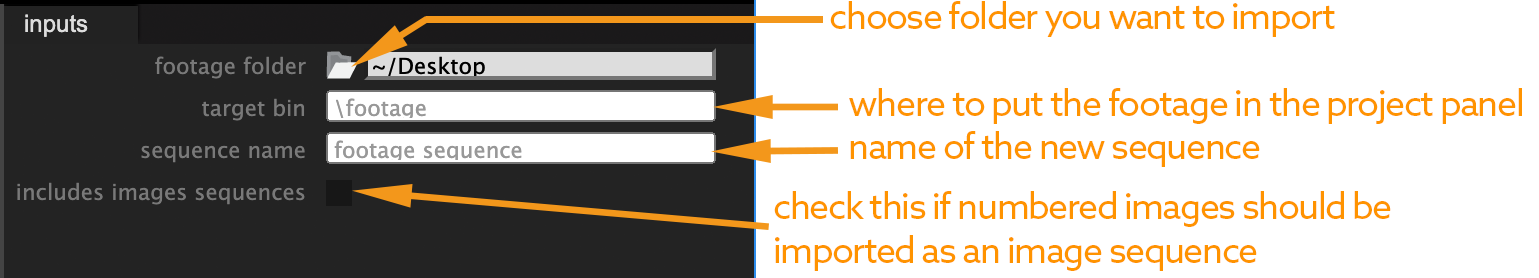 inputs
choose folder you want to import
footage folder ~/Desktop
target bin \footage
where to put the footage in the project panel
sequence name footage sequence
name of the new sequence
includes images sequences
check this if numbered images should be
imported as an image sequence